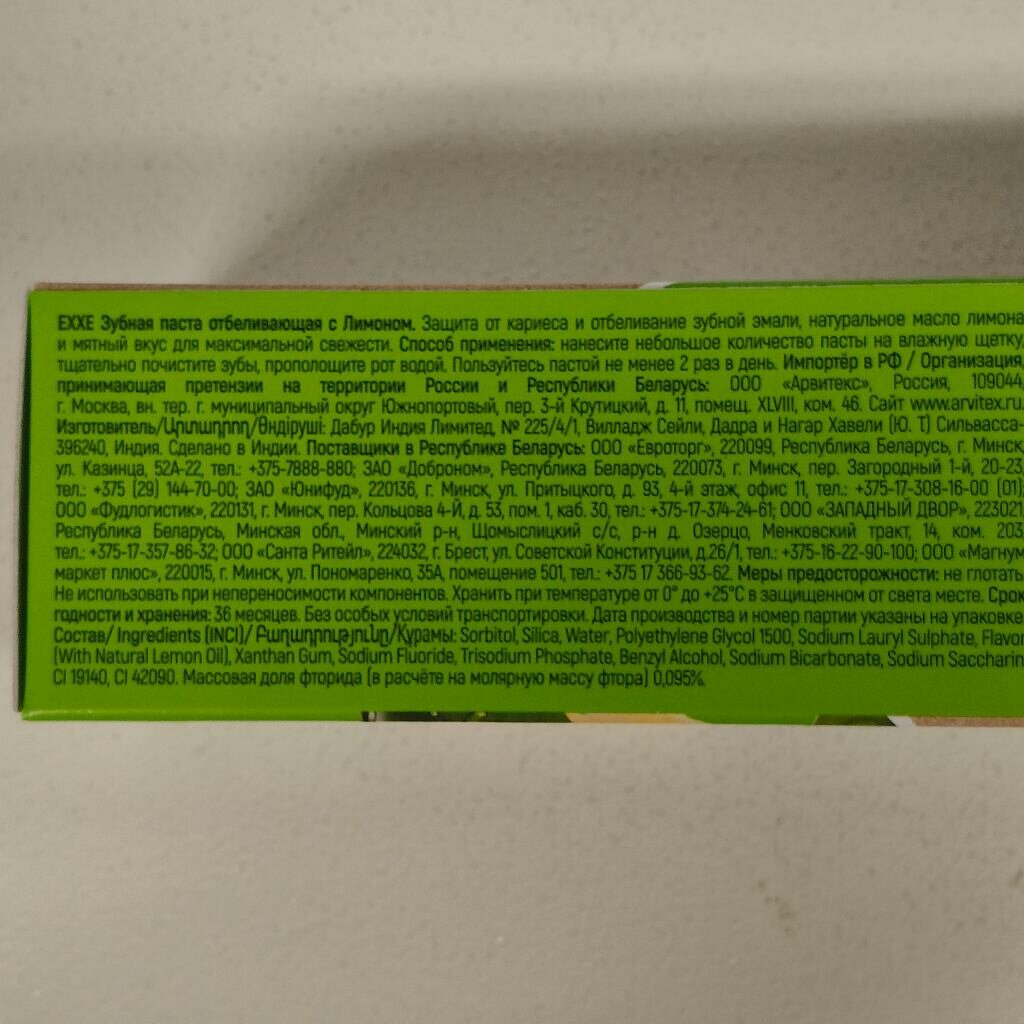 EXXE Зубная паста отбеливающая с Лимоном. Защита от кариеса и отбеливание зубной эмали, натуральное масло лимона
и мятный вкус для максимальной свежести. Способ применения: нанесите небольшое количество пасты на влажную щетку,
тщательно почистите зубы, прополощите рот водой. Пользуйтесь пастой не менее 2 раз в день. Импортёр в РФ / Организация,
принимающая претензии на территории России и Республики Беларусь: ООО «Арвитекс», Россия, 109044,
г. Москва, вн. тер. г. муниципальный округ Южнопортовый, пер. 3-й Крутицкий, д. 11, помещ. XLVIII, ком. 46. Сайт www.arvitex.ru.
Изготовитель/Արտադրող/Өндіруші: Дабур Индия Лимитед, № 225/4/1, Вилладж Сейли, Дадра и Нагар Хавели (Ю. Т) Сильвасса-
396240, Индия. Сделано в Индии. Поставщики в Республике Беларусь: ООО «Евроторг», 220099, Республика Беларусь, г. Минск,
ул. Казинца, 52А-22, тел.: +375-7888-880; ЗАО «Доброном», Республика Беларусь, 220073, г. Минск, пер. Загородный 1-й, 20-23,
тел.: +375 (29) 144-70-00; ЗАО «Юнифуд», 220136, г. Минск, ул. Притыцкого, д. 93, 4-й этаж, офис 11, тел.: +375-17-308-16-00 (01);
ООО «Фудлогистик», 220131, г. Минск, пер. Кольцова 4-Й, д. 53, пом. 1, каб. 30, тел.: +375-17-374-24-61; ООО «ЗАПАДНЫЙ ДВОР», 223021,
Республика Беларусь, Минская обл., Минский р-н, Щомыслицкий с/с, р-н д. Озерцо, Менковский тракт, 14, ком. 203,
тел.: +375-17-357-86-32; ООО «Санта Ритейл», 224032, г. Брест, ул. Советской Конституции, д.26/1, тел.: +375-16-22-90-100; ООО «Магнум
маркет плюс», 220015, г. Минск, ул. Пономаренко, 35А, помещение 501, тел.: +375 17 366-93-62. Меры предосторожности: не глотать.
Не использовать при непереносимости компонентов. Хранить при температуре от 0° до +25°C в защищенном от света месте. Срок
годности и хранения: 36 месяцев. Без особых условий транспортировки. Дата производства и номер партии указаны на упаковке.
Состав/ Ingredients (INCI)/ Բաղադրությունը/Құрамы: Sorbitol, Silica, Water, Polyethylene Glycol 1500, Sodium Lauryl Sulphate, Flavor
(With Natural Lemon Oil), Xanthan Gum, Sodium Fluoride, Trisodium Phosphate, Benzyl Alcohol, Sodium Bicarbonate, Sodium Saccharin
CI 19140, CI 42090. Массовая доля фторида (в расчёте на молярную массу фтора) 0,095%.